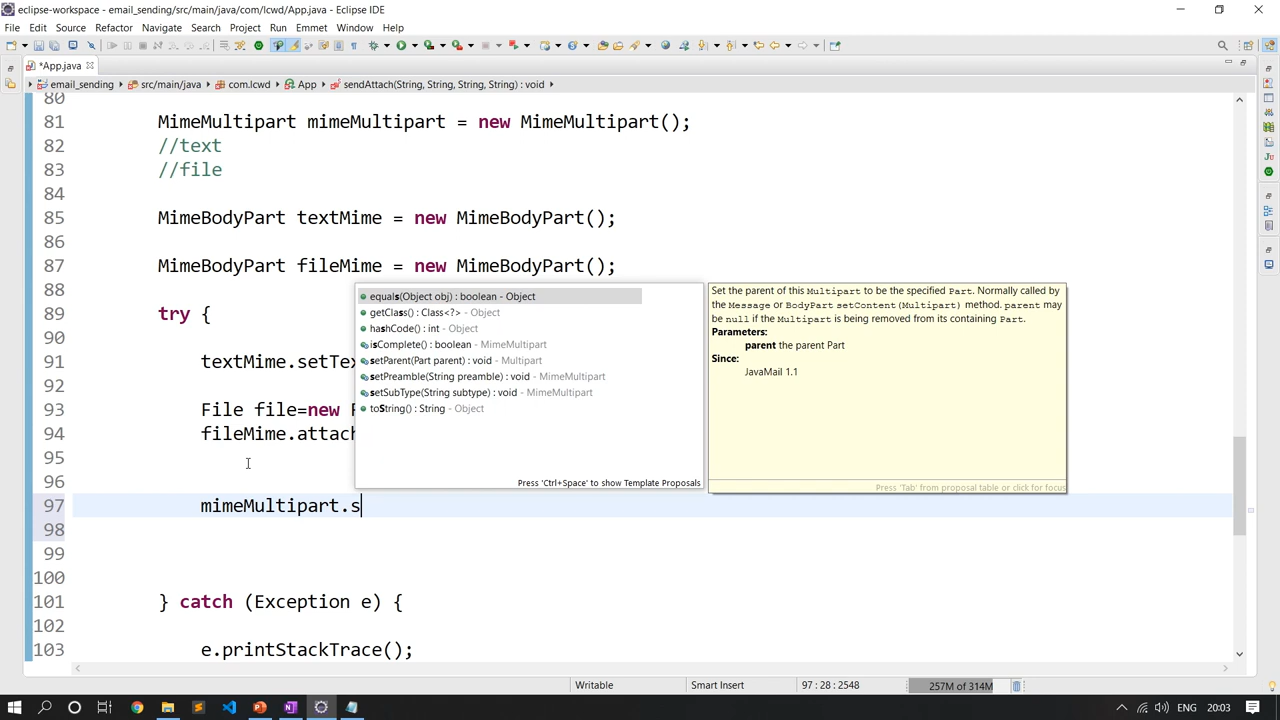 eclipse-workspace - email_sending/src/main/java/com/lcwd/App.java - Eclipse IDE
File Edit Source Refactor Navigate Search Project Run Emmet Window Help
*App.java
email_sending src/main/java com.lcwd App sendAttach(String, String, String, String) : void
80
81 MimeMultipart mimeMultipart = new MimeMultipart();
82 //text
83 //file
84
85 MimeBodyPart textMime = new MimeBodyPart();
86
87 MimeBodyPart fileMime = new MimeBodyPart();
88
89 try {
90
91 textMime.setTex
92
93 File file=new F
94 fileMime.attach
95
96
97 mimeMultipart.s
98
99
100
101 } catch (Exception e) {
102
103 e.printStackTrace();
equals(Object obj) : boolean - Object
getClass() : Class<?> - Object
hashCode() : int - Object
isComplete() : boolean - MimeMultipart
setParent(Part parent) : void - Multipart
setPreamble(String preamble) : void - MimeMultipart
setSubType(String subtype) : void - MimeMultipart
toString() : String - Object
Press 'Ctrl+Space' to show Template Proposals
Set the parent of this Multipart to be the specified Part. Normally called by
the Message or BodyPart setContent(Multipart) method. parent may
be null if the Multipart is being removed from its containing Part.
Parameters:
parent the parent Part
Since:
JavaMail 1.1
Press 'Tab' from proposal table or click for focus
Writable Smart Insert 97 : 28 : 2548 257M of 314M
ENG 20:03